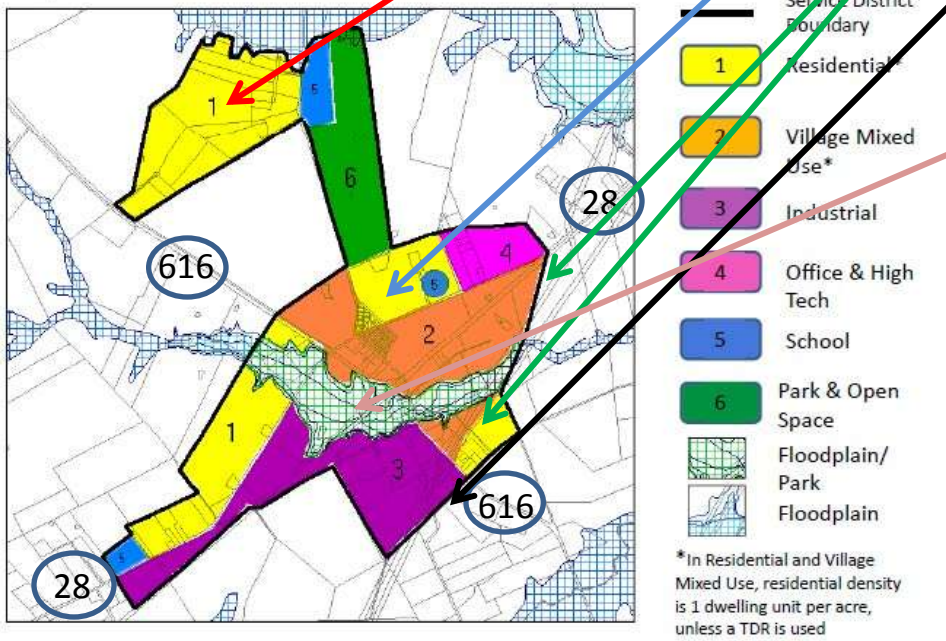 Service District
Boundary
1 Residential*
2 Village Mixed
Use*
3 Industrial
4 Office & High
Tech
5 School
6 Park & Open
Space
Floodplain/
Park
Floodplain
*In Residential and Village
Mixed Use, residential density
is 1 dwelling unit per acre,
unless a TDR is used
1
5
6
28
616
4
5
2
1
3
616
5
28